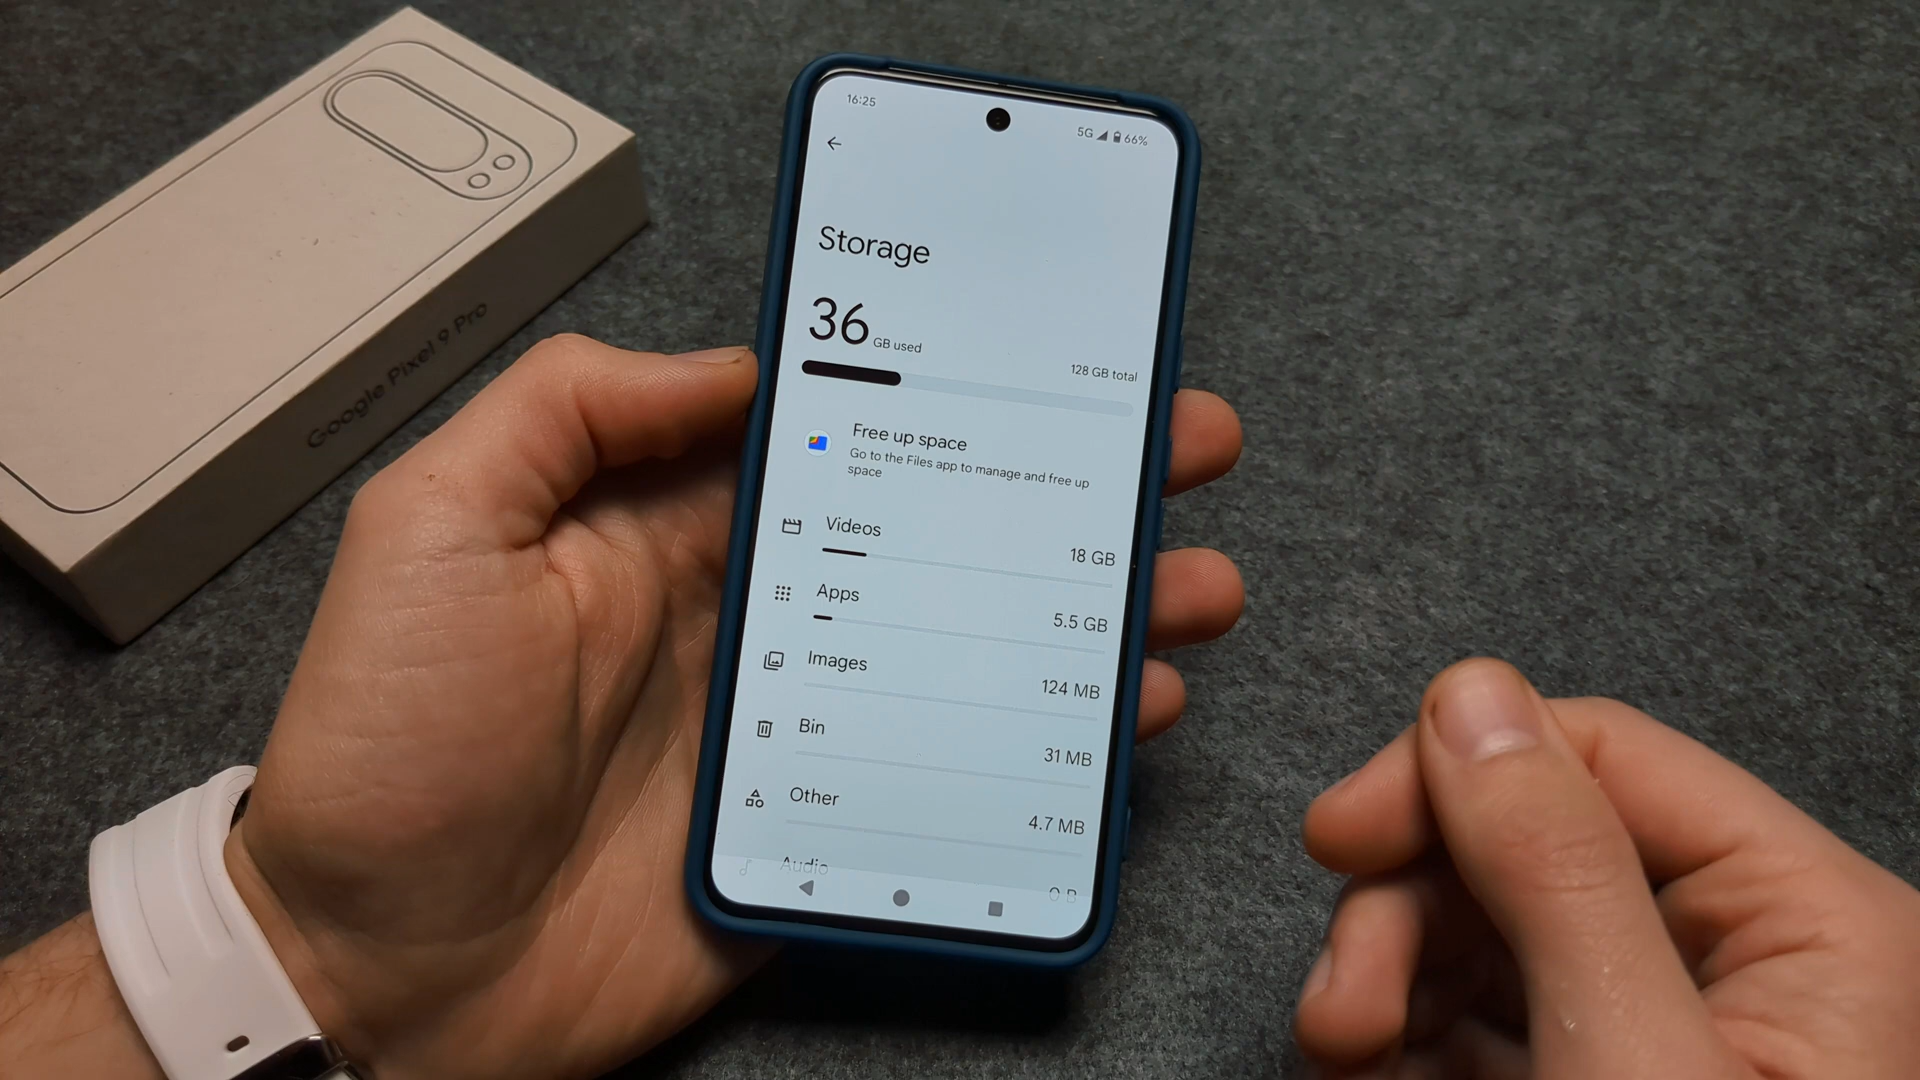 16:25
5G 66%
Storage
36 GB used
128 GB total
Free up space
Go to the Files app to manage and free up
space
Videos
18 GB
Apps
5.5 GB
Images
124 MB
Bin
31 MB
Other
4.7 MB
Audio
0 B
Google Pixel 9 Pro